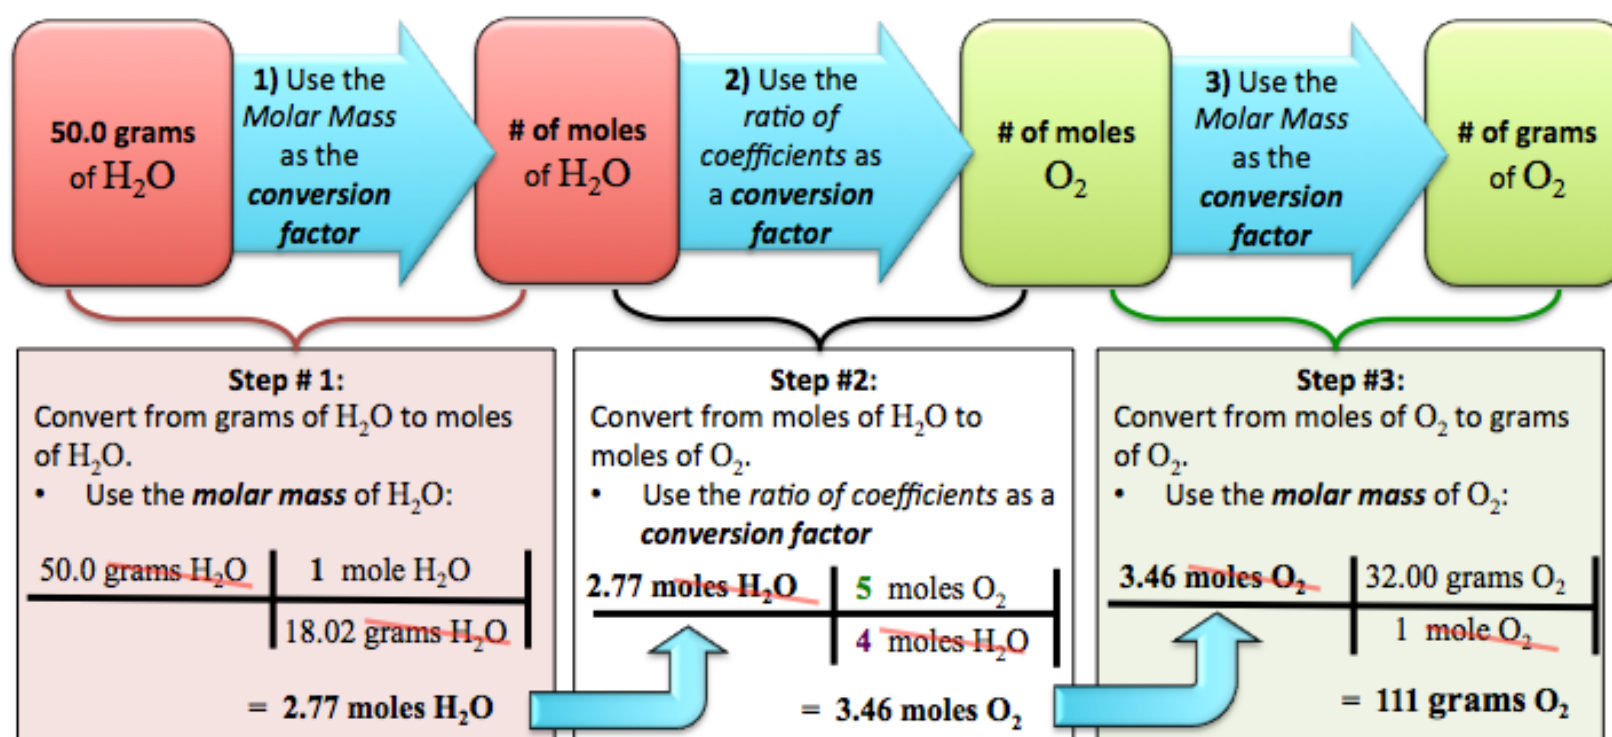 50.0 grams
of H₂O
1) Use the
Molar Mass
as the
conversion
factor
# of moles
of H₂O
2) Use the
ratio of
coefficients as
a conversion
factor
# of moles
O₂
3) Use the
Molar Mass
as the
conversion
factor
# of grams
of O₂
Step # 1:
Convert from grams of H₂O to moles
of H₂O.
• Use the molar mass of H₂O:
50.0 grams H₂O 1 mole H₂O
18.02 grams H₂O
= 2.77 moles H₂O
Step #2:
Convert from moles of H₂O to
moles of O₂.
• Use the ratio of coefficients as a
conversion factor
2.77 moles H₂O 5 moles O₂
4 moles H₂O
= 3.46 moles O₂
Step #3:
Convert from moles of O₂ to grams
of O₂.
• Use the molar mass of O₂:
3.46 moles O₂ 32.00 grams O₂
1 mole O₂
= 111 grams O₂